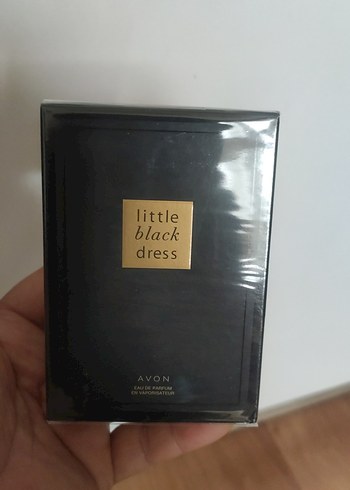 little
black
dress
AVON
EAU DE PARFUM
EN VAPORISATEUR